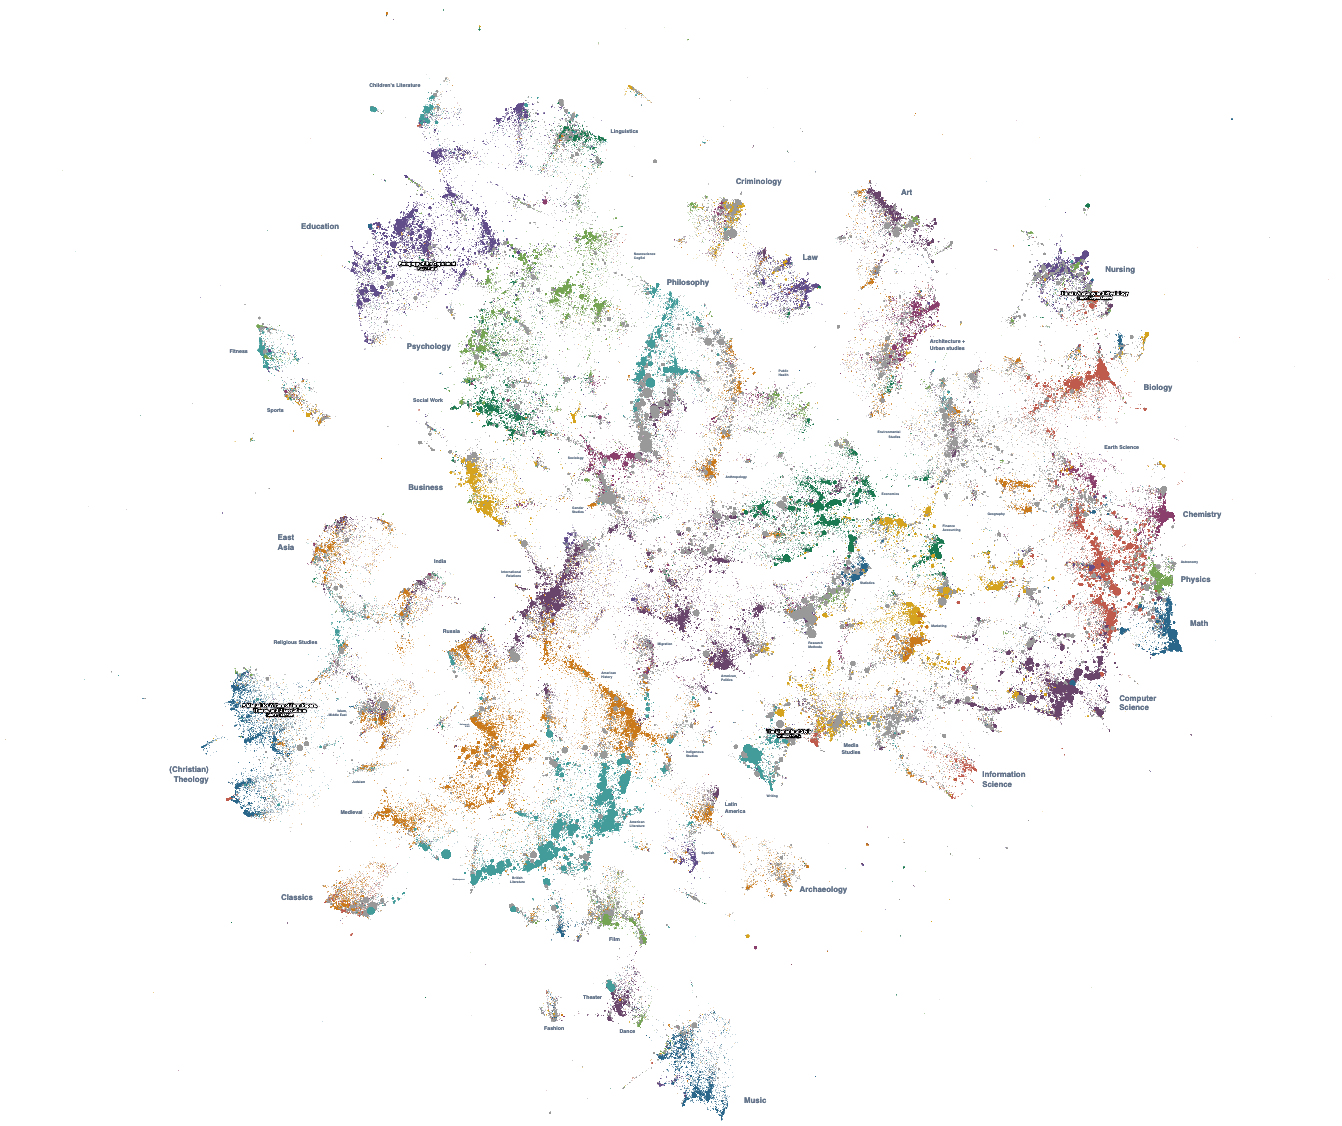 Children's Literature
Linguistics
Criminology
Art
Education
Law
Philosophy
Nursing
Fitness
Psychology
Architecture +
Urban studies
Public
Health
Biology
Social Work
Sports
Environmental
Studies
Earth Science
Sociology
Anthropology
Business
Economics
Gender
Studies
Geography
Chemistry
Finance
Accounting
East
Asia
India
International
Relations
Astronomy
Physics
Statistics
Math
Religious Studies
Russia
Marketing
Migration
Research
Methods
American
History
American
Politics
Computer
Science
Islam,
Middle East
Indigenous
Studies
Media
Studies
(Christian)
Theology
Judaism
Information
Science
Writing
Medieval
Latin
America
American
Literature
Spanish
British
Literature
Archaeology
Classics
Film
Theater
Fashion
Dance
Music